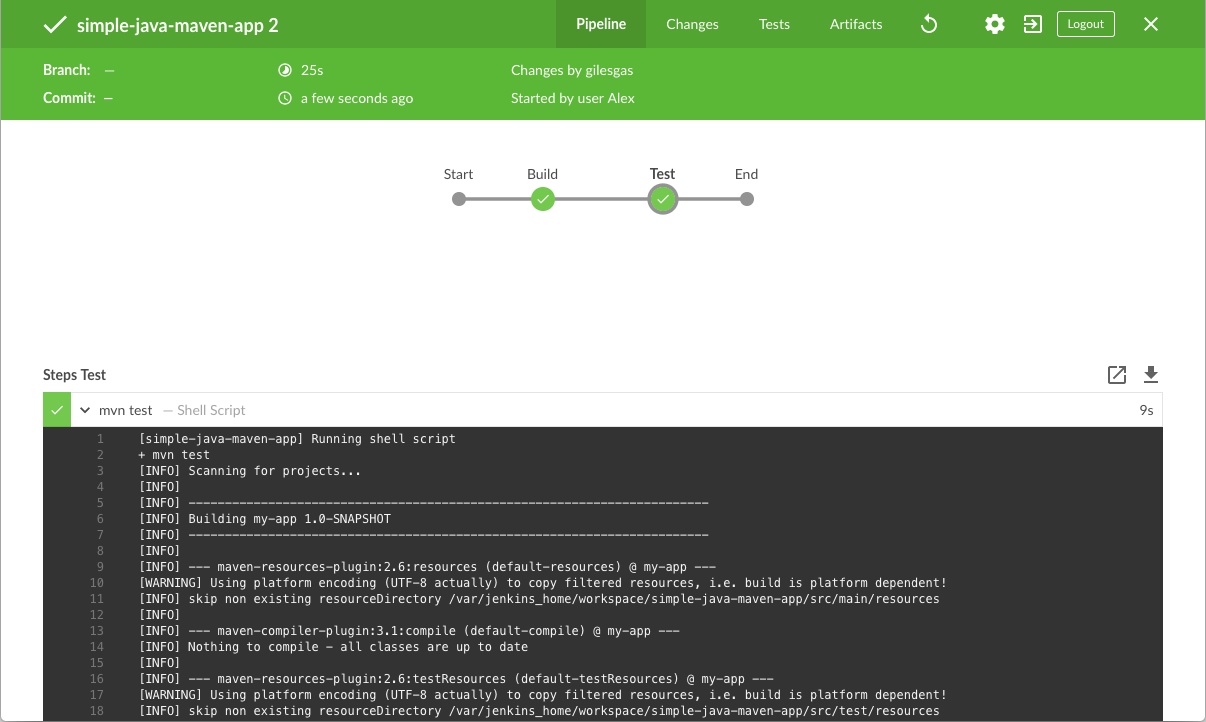 simple-java-maven-app 2 Pipeline Changes Tests Artifacts Logout
Branch: — 25s Changes by gilesgas
Commit: — a few seconds ago Started by user Alex
Start Build Test End
Steps Test
mvn test — Shell Script 9s
1 [simple-java-maven-app] Running shell script
2 + mvn test
3 [INFO] Scanning for projects...
4 [INFO]
5 [INFO] ------------------------------------------------------------------------
6 [INFO] Building my-app 1.0-SNAPSHOT
7 [INFO] ------------------------------------------------------------------------
8 [INFO]
9 [INFO] --- maven-resources-plugin:2.6:resources (default-resources) @ my-app ---
10 [WARNING] Using platform encoding (UTF-8 actually) to copy filtered resources, i.e. build is platform dependent!
11 [INFO] skip non existing resourceDirectory /var/jenkins_home/workspace/simple-java-maven-app/src/main/resources
12 [INFO]
13 [INFO] --- maven-compiler-plugin:3.1:compile (default-compile) @ my-app ---
14 [INFO] Nothing to compile - all classes are up to date
15 [INFO]
16 [INFO] --- maven-resources-plugin:2.6:testResources (default-testResources) @ my-app ---
17 [WARNING] Using platform encoding (UTF-8 actually) to copy filtered resources, i.e. build is platform dependent!
18 [INFO] skip non existing resourceDirectory /var/jenkins_home/workspace/simple-java-maven-app/src/test/resources